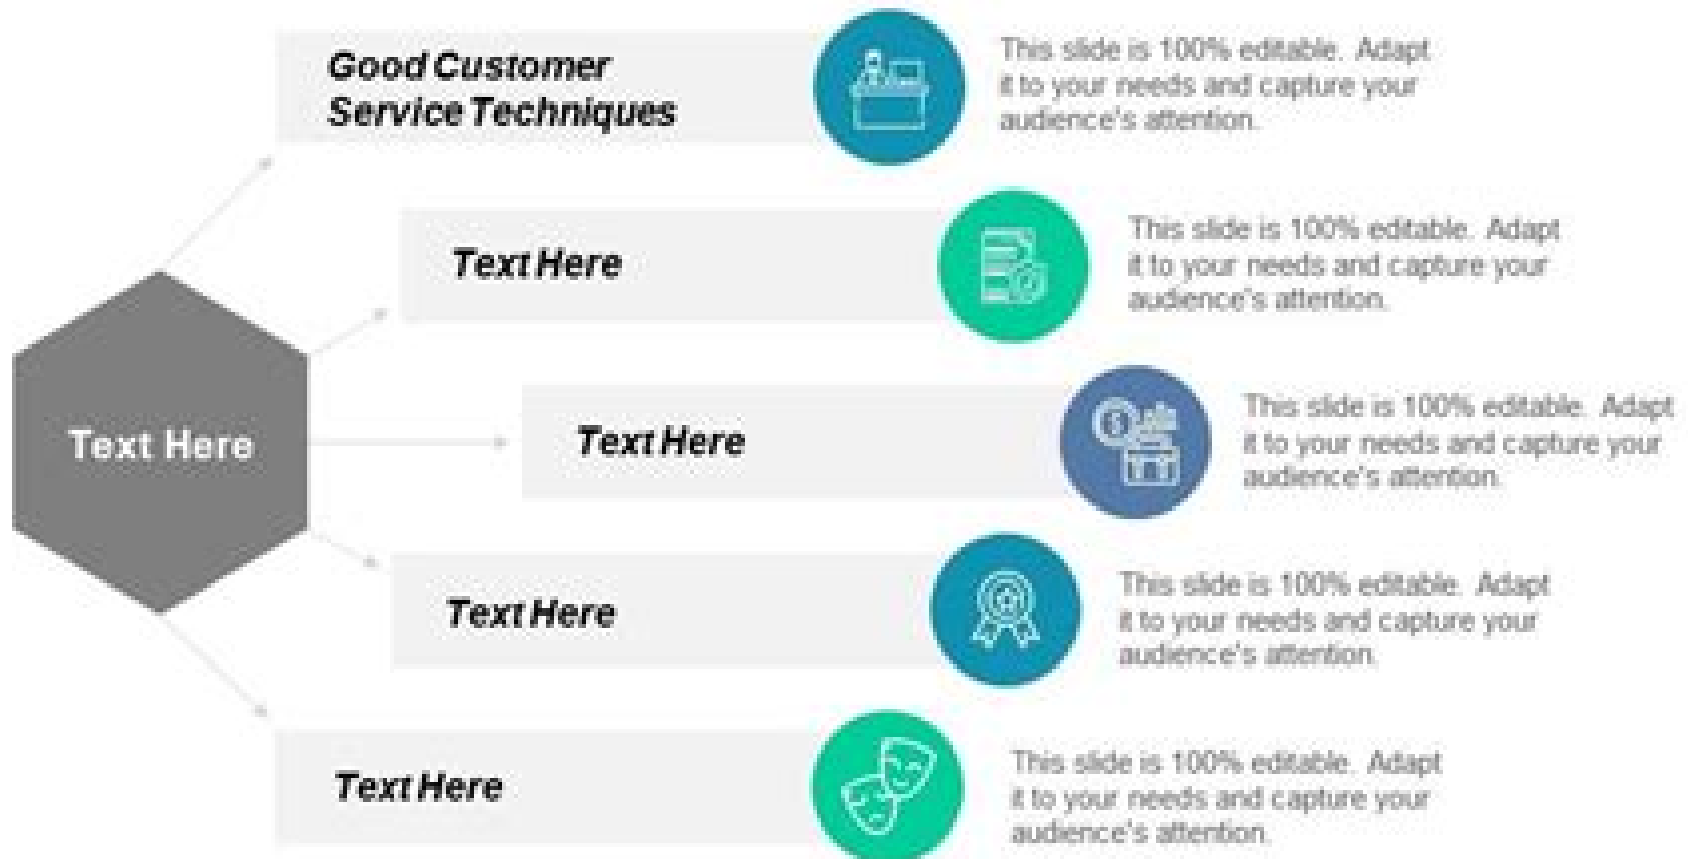 Good Customer
Service Techniques
This slide is 100% editable. Adapt
it to your needs and capture your
audience's attention.
Text Here
This slide is 100% editable. Adapt
it to your needs and capture your
audience's attention.
Text Here
Text Here
This slide is 100% editable. Adapt
it to your needs and capture your
audience's attention.
Text Here
This slide is 100% editable. Adapt
it to your needs and capture your
audience's attention.
Text Here
This slide is 100% editable. Adapt
it to your needs and capture your
audience's attention.